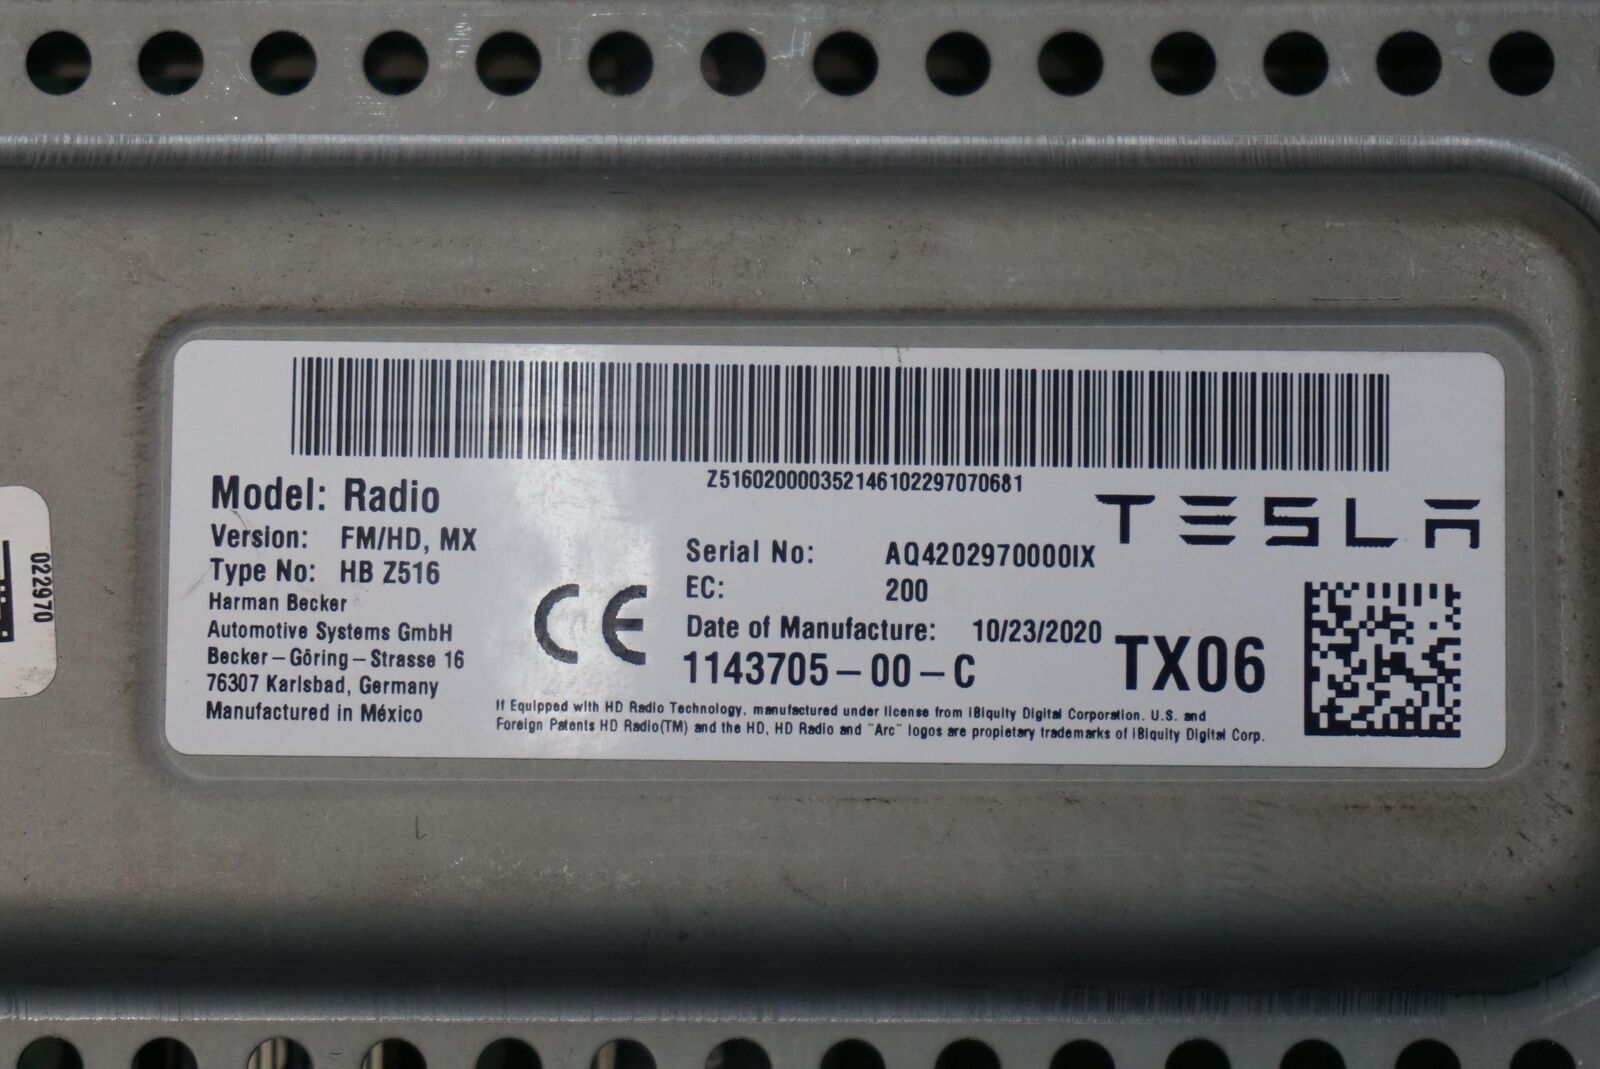 Z5160200003521461022970​70681
Model: Radio
Version: FM/HD, MX
Type No: HB Z516
Harman Becker
Automotive Systems GmbH
Becker-Göring-Strasse 16
76307 Karlsbad, Germany
Manufactured in México
CE
Serial No: AQ4202970000IX
EC: 200
Date of Manufacture: 10/23/2020
1143705-00-C
TESLA
TX06
If Equipped with HD Radio Technology, manufactured under license from iBiquity Digital Corporation. U.S. and
Foreign Patents HD Radio(TM) and the HD, HD Radio and "Arc" logos are propietary trademarks of iBiquity Digital Corp.
022970